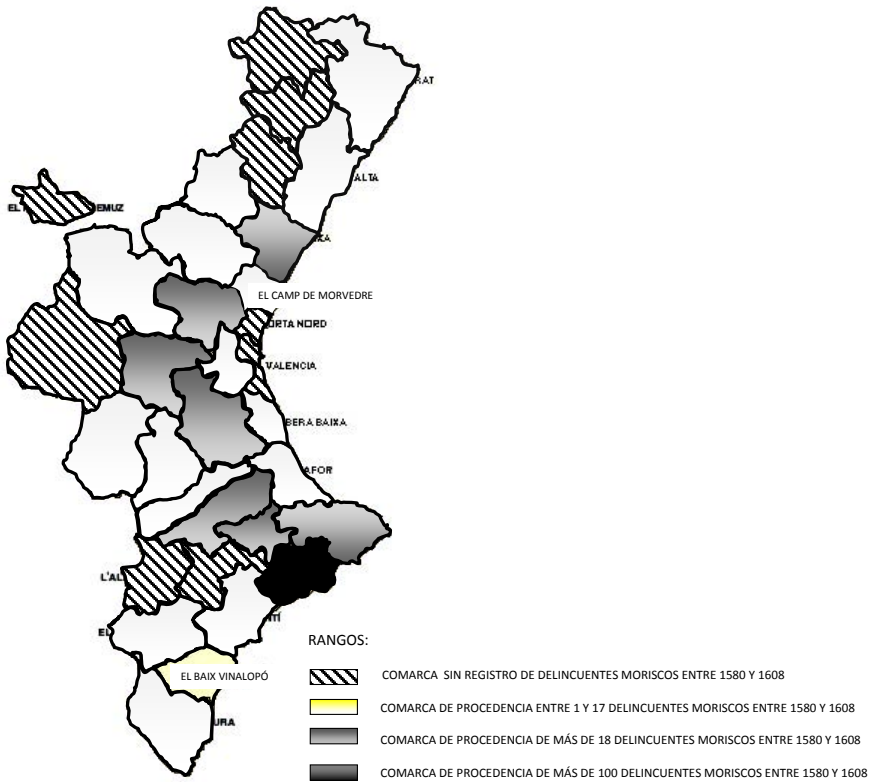 RAT
ALTA
EL
EMUZ
EL CAMP DE MORVEDRE
ORTA NORD
VALENCIA
BERA BAIXA
AFOR
L'AL
EL
NTÍ
RANGOS:
EL BAIX VINALOPÓ
COMARCA SIN REGISTRO DE DELINCUENTES MORISCOS ENTRE 1580 Y 1608
COMARCA DE PROCEDENCIA ENTRE 1 Y 17 DELINCUENTES MORISCOS ENTRE 1580 Y 1608
URA
COMARCA DE PROCEDENCIA DE MÁS DE 18 DELINCUENTES MORISCOS ENTRE 1580 Y 1608
COMARCA DE PROCEDENCIA DE MÁS DE 100 DELINCUENTES MORISCOS ENTRE 1580 Y 1608